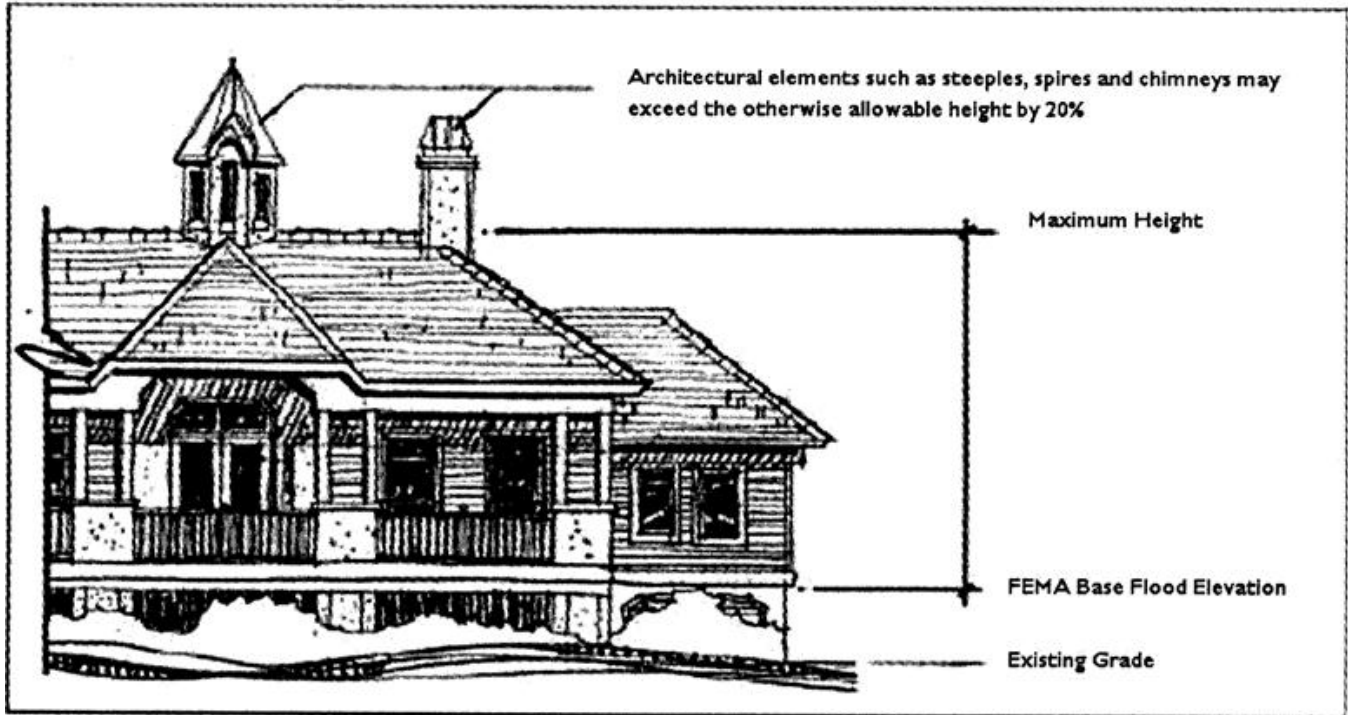 Architectural elements such as steeples, spires and chimneys may
exceed the otherwise allowable height by 20%
Maximum Height
FEMA Base Flood Elevation
Existing Grade